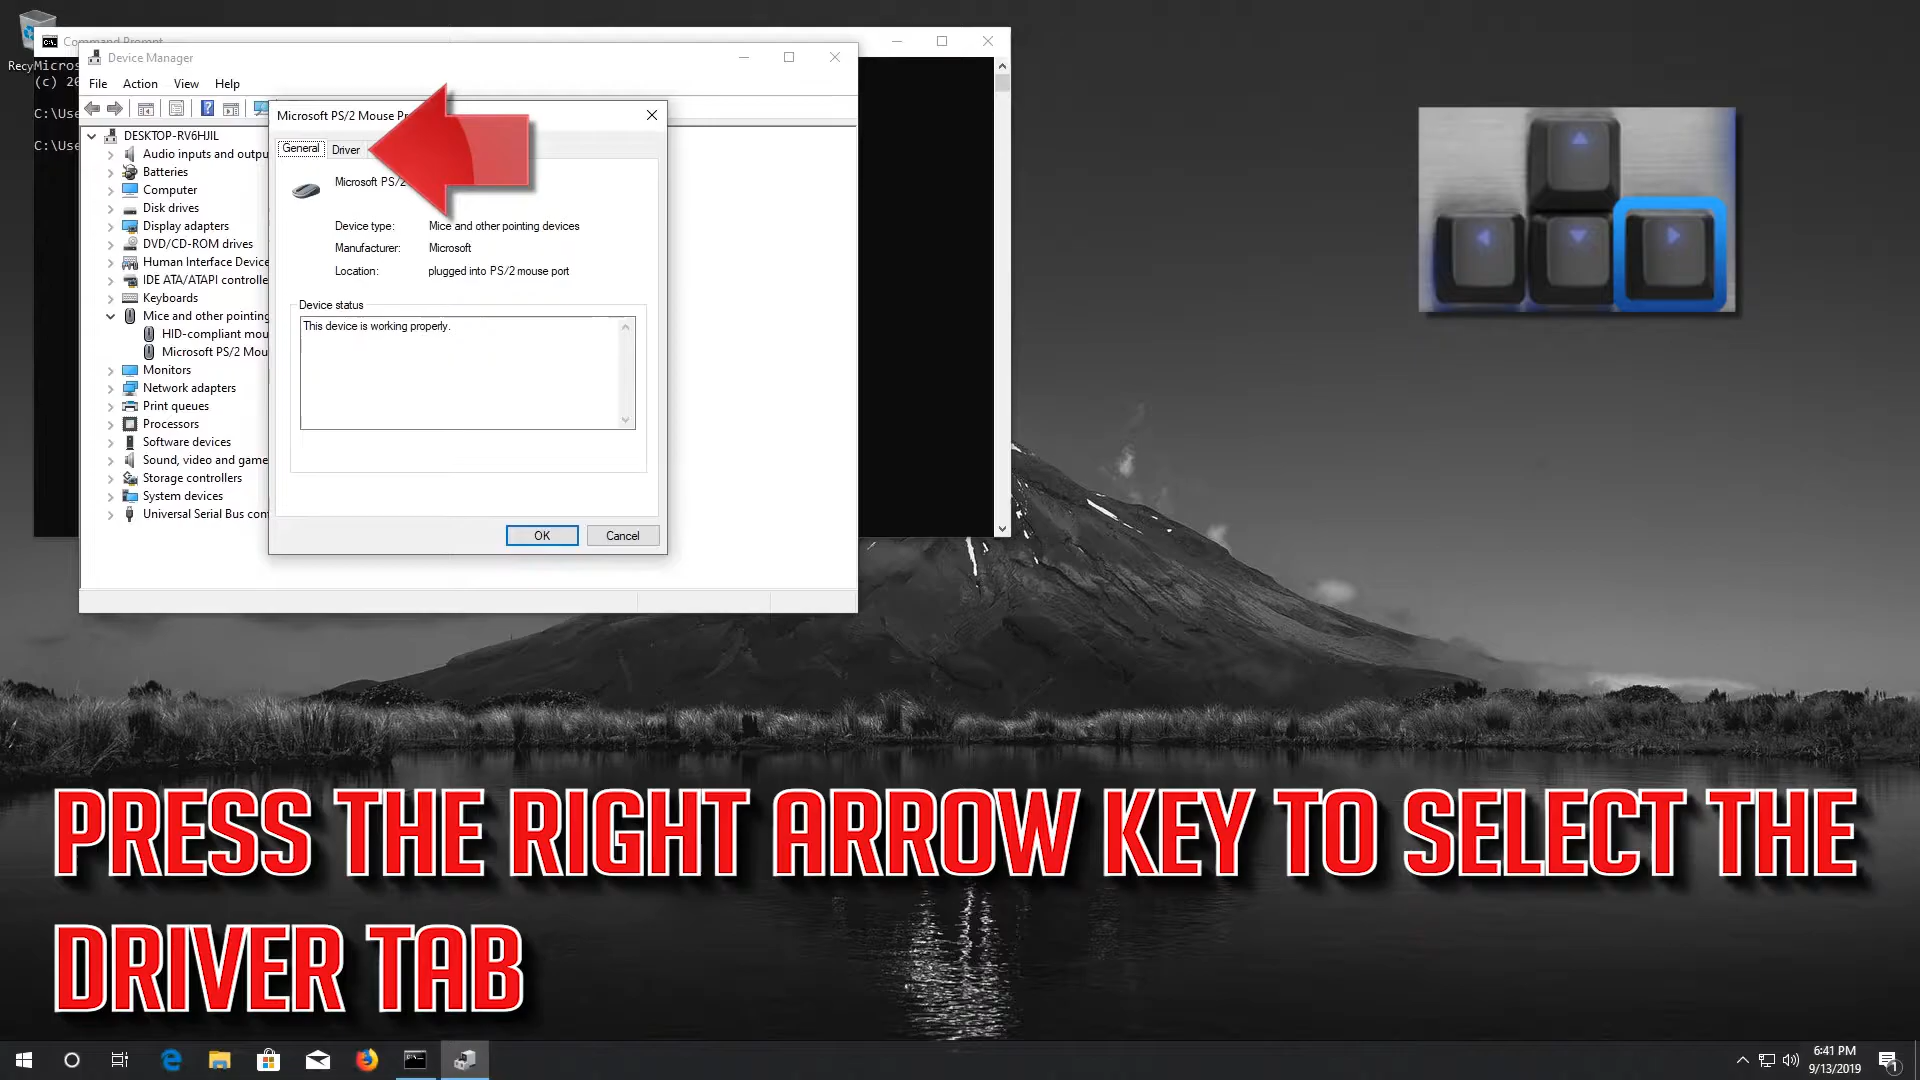 Command Prompt
Device Manager
File Action View Help
Recy
Micros
(c) 20
C:\Use
C:\Use
DESKTOP-RV6HJIL
Audio inputs and outpu
Batteries
Computer
Disk drives
Display adapters
DVD/CD-ROM drives
Human Interface Device
IDE ATA/ATAPI controlle
Keyboards
Mice and other pointing
HID-compliant mou
Microsoft PS/2 Mou
Monitors
Network adapters
Print queues
Processors
Software devices
Sound, video and game
Storage controllers
System devices
Universal Serial Bus con
Microsoft PS/2 Mouse Pr
General Driver
Microsoft PS/2
Device type: Mice and other pointing devices
Manufacturer: Microsoft
Location: plugged into PS/2 mouse port
Device status
This device is working properly.
OK Cancel
PRESS THE RIGHT ARROW KEY TO SELECT THE
DRIVER TAB
6:41 PM
9/13/2019
1